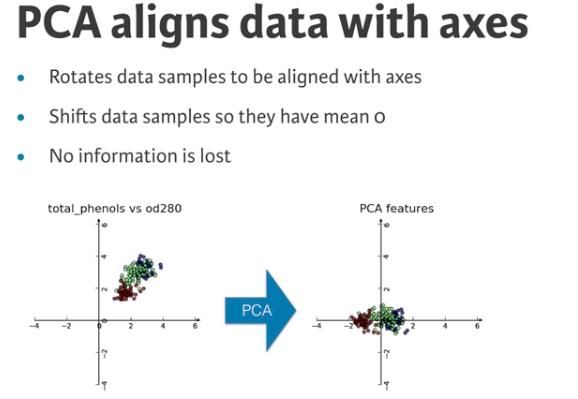 PCA aligns data with axes
• Rotates data samples to be aligned with axes
• Shifts data samples so they have mean 0
• No information is lost
total_phenols vs od280
PCA features
6
4
2
0
−4 −2 0 2 4 6
−2
−4
PCA
6
4
2
0
−4 −2 0 2 4 6
−2
−4